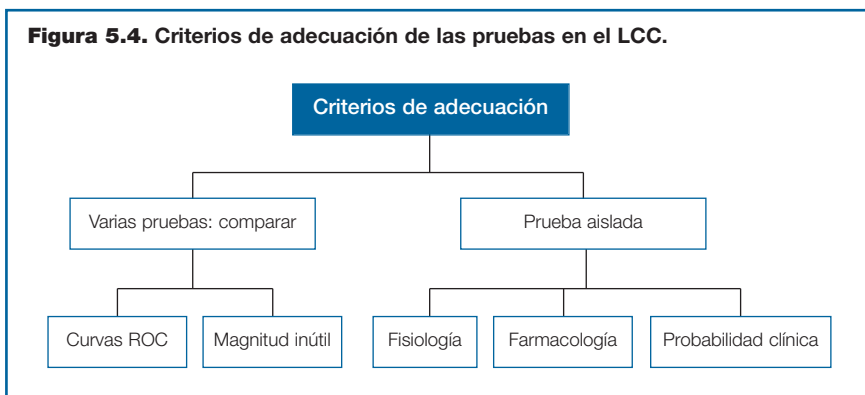 Figura 5.4. Criterios de adecuación de las pruebas en el LCC.
Criterios de adecuación
Varias pruebas: comparar
Prueba aislada
Curvas ROC
Magnitud inútil
Fisiología
Farmacología
Probabilidad clínica